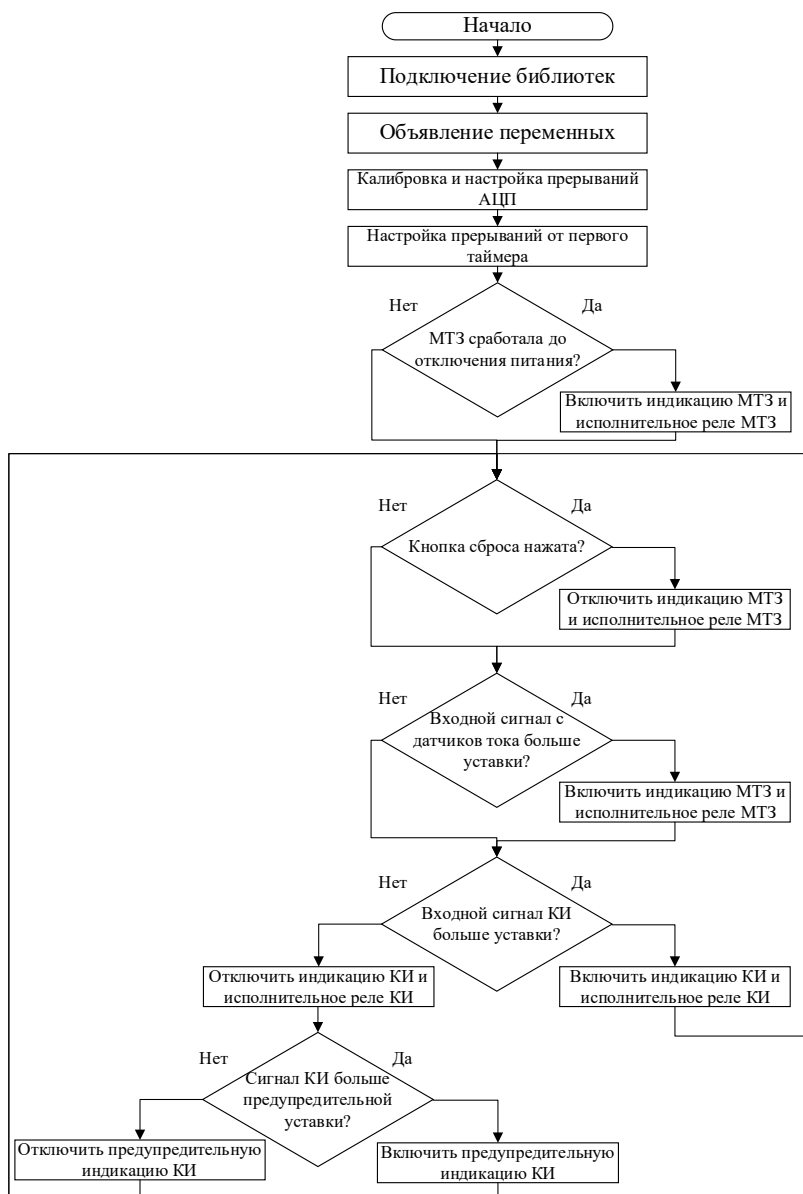 Начало
Подключение библиотек
Объявление переменных
Калибровка и настройка прерываний
АЦП
Настройка прерываний от первого
таймера
Нет
Да
МТЗ сработала до
отключения питания?
Включить индикацию МТЗ и
исполнительное реле МТЗ
Нет
Да
Кнопка сброса нажата?
Отключить индикацию МТЗ
и исполнительное реле МТЗ
Нет
Да
Входной сигнал с
датчиков тока больше
уставки?
Включить индикацию МТЗ и
исполнительное реле МТЗ
Нет
Да
Входной сигнал КИ
больше уставки?
Отключить индикацию КИ и
исполнительное реле КИ
Включить индикацию КИ и
исполнительное реле КИ
Нет
Да
Сигнал КИ больше
предупредительной
уставки?
Отключить предупредительную
индикацию КИ
Включить предупредительную
индикацию КИ